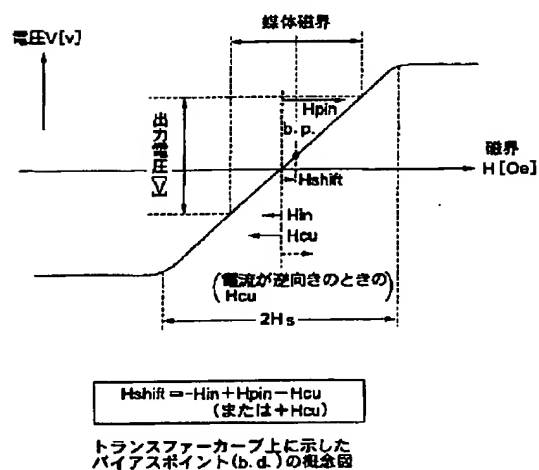 媒体磁界
電圧V[v]
Hpin
b.p.
出力電圧[V]
磁界
H[Oe]
Hshift
Hin
Hcu
(電流が逆向きのときの
Hcu
2Hs
Hshift=-Hin+Hpin-Hcu
(または+Hcu)
トランスファーカーブ上に示した
バイアスポイント(b.d.)の概念図